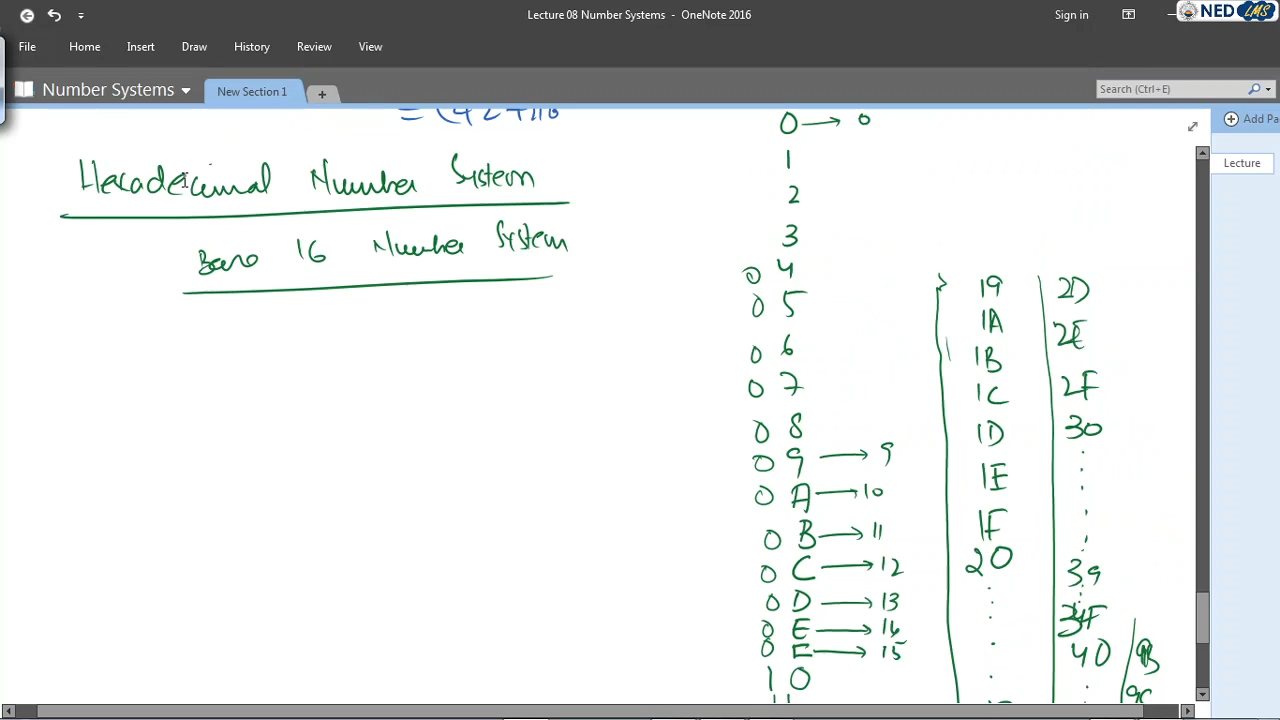 Lecture 08 Number Systems - OneNote 2016
Sign in
NED LMS
File Home Insert Draw History Review View
Number Systems
New Section 1
Search (Ctrl+E)
Add Pa
Lecture
Hexadecimal Number System
Base 16 Number System
0 → 0
1
2
3
0 4
0 5
0 6
0 7
0 8
0 9 → 9
0 A → 10
0 B → 11
0 C → 12
0 D → 13
0 E → 14
0 F → 15
1 0
19
1A
1B
1C
1D
1E
1F
20
2D
2E
2F
30
39
3F
40
9B
9C